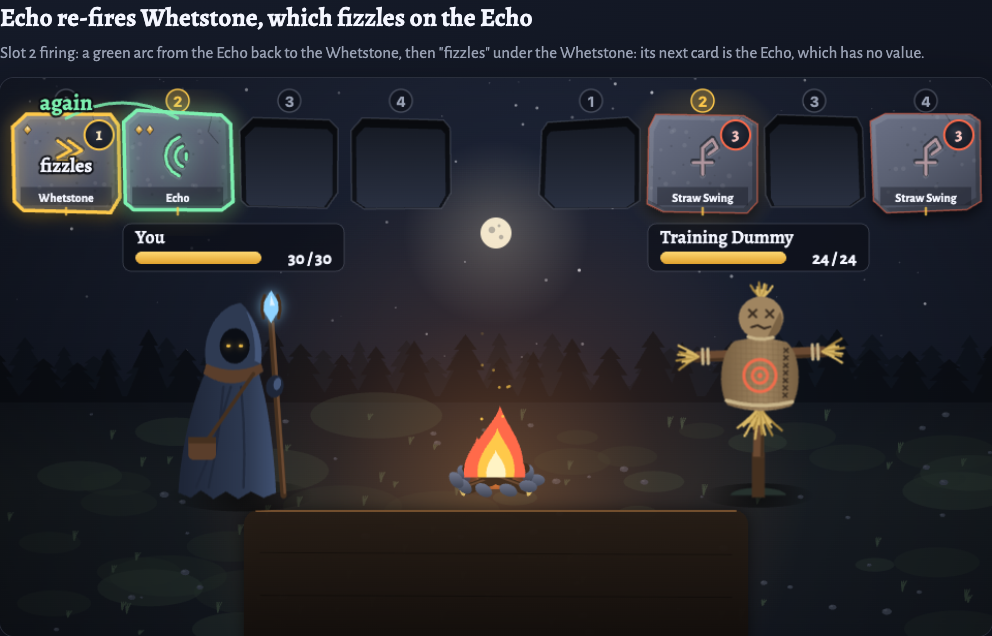 Echo re-fires Whetstone, which fizzles on the Echo
Slot 2 firing: a green arc from the Echo back to the Whetstone, then "fizzles" under the Whetstone: its next card is the Echo, which has no value.
again
2
3
4
1
2
3
4
1
fizzles
Whetstone
Echo
3
Straw Swing
3
Straw Swing
You
30/30
Training Dummy
24/24